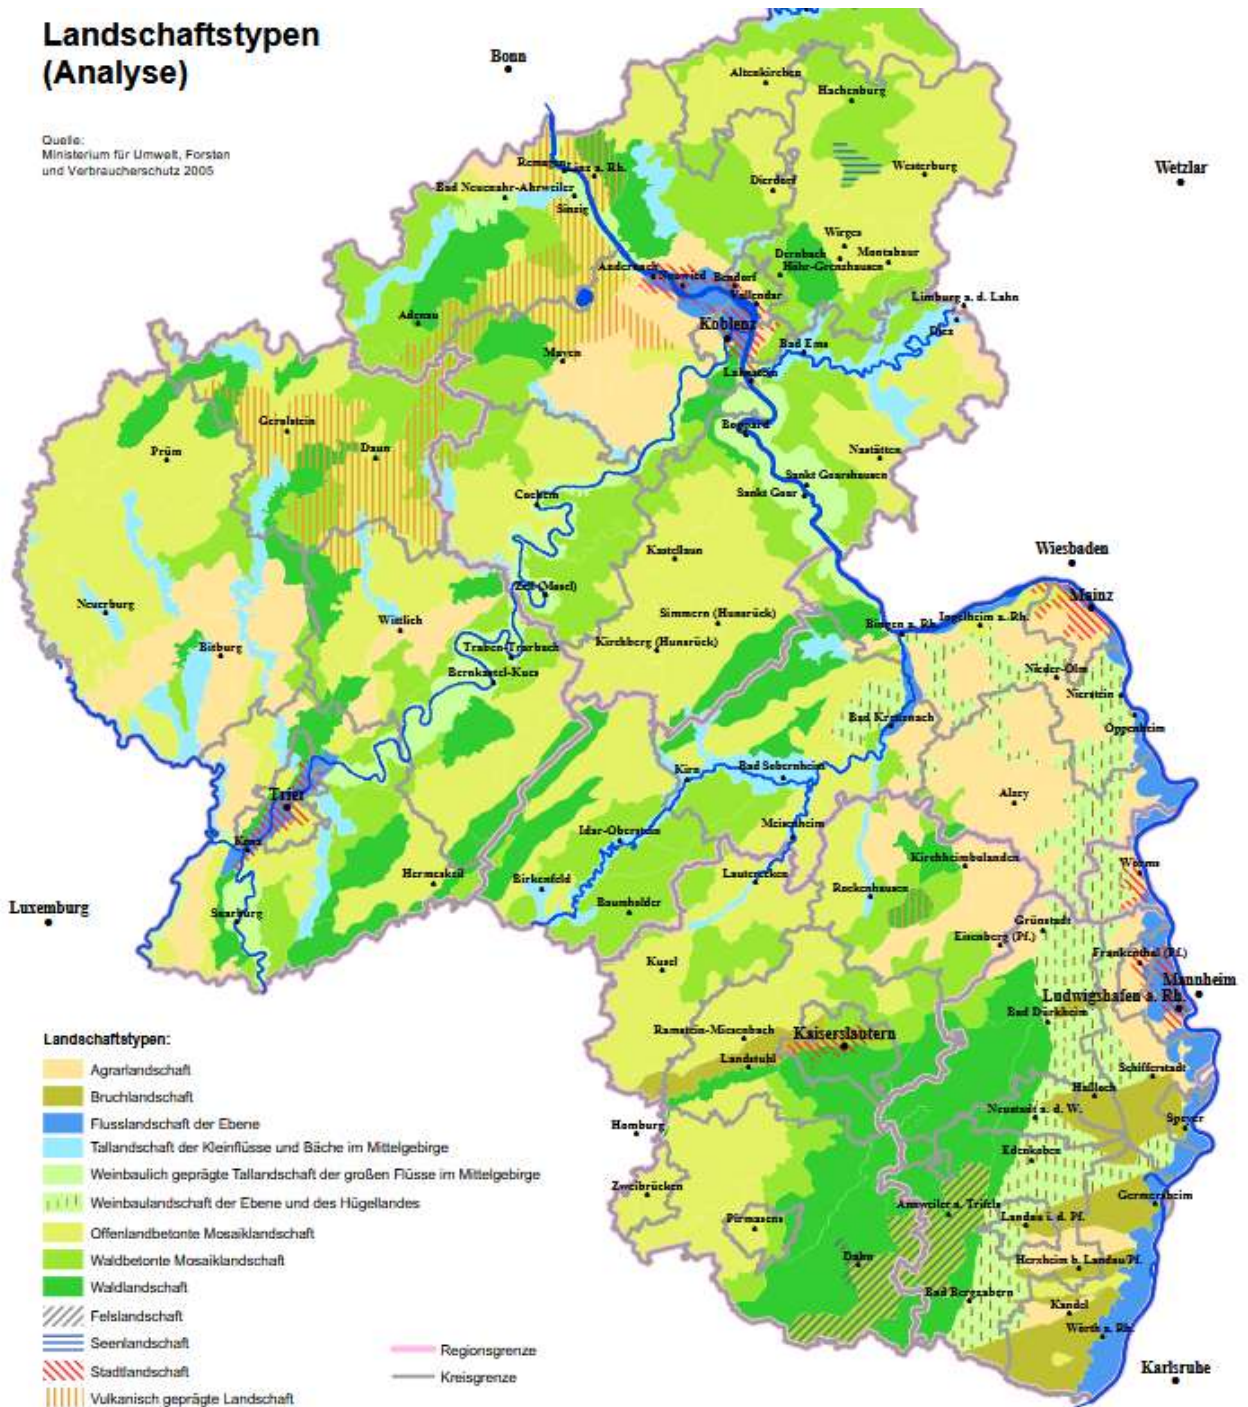 Landschaftstypen
(Analyse)
Quelle:
Ministerium für Umwelt, Forsten
und Verbraucherschutz 2005
Bonn
Altenkirchen
Hachenburg
Wetzlar
Westerburg
Remagen
Linz a. Rh.
Dierdorf
Bad Neuenahr-Ahrweiler
Sinzig
Wirges
Dernbach
Montabaur
Höhr-Grenzhausen
Andernach
Neuwied
Bendorf
Vallendar
Limburg a. d. Lahn
Diez
Adenau
Koblenz
Bad Ems
Mayen
Lahnstein
Gerolstein
Boppard
Prüm
Daun
Nastätten
Sankt Goarshausen
Sankt Goar
Cochem
Kastellaun
Wiesbaden
Zell (Mosel)
Mainz
Neuerburg
Wittlich
Simmern (Hunsrück)
Bingen a. Rh.
Ingelheim a. Rh.
Bitburg
Traben-Trarbach
Kirchberg (Hunsrück)
Bernkastel-Kues
Nieder-Olm
Nierstein
Bad Kreuznach
Oppenheim
Kirn
Bad Sobernheim
Trier
Alzey
Meisenheim
Idar-Oberstein
Konz
Kirchheimbolanden
Worms
Hermeskeil
Birkenfeld
Lauterecken
Rockenhausen
Luxemburg
Saarburg
Baumholder
Grünstadt
Eisenberg (Pf.)
Frankenthal (Pf.)
Kusel
Mannheim
Ludwigshafen a. Rh.
Bad Dürkheim
Ramstein-Miesenbach
Kaiserslautern
Landstuhl
Schifferstadt
Haßloch
Neustadt a. d. W.
Speyer
Homburg
Edenkoben
Zweibrücken
Annweiler a. Trifels
Germersheim
Pirmasens
Landau i. d. Pf.
Dahn
Herxheim b. Landau/Pf.
Bad Bergzabern
Kandel
Wörth a. Rh.
Karlsruhe
Landschaftstypen:
Agrarlandschaft
Bruchlandschaft
Flusslandschaft der Ebene
Tallandschaft der Kleinflüsse und Bäche im Mittelgebirge
Weinbaulich geprägte Tallandschaft der großen Flüsse im Mittelgebirge
Weinbaulandschaft der Ebene und des Hügellandes
Offenlandbetonte Mosaiklandschaft
Waldbetonte Mosaiklandschaft
Waldlandschaft
Felslandschaft
Seenlandschaft
Stadtlandschaft
Vulkanisch geprägte Landschaft
Regionsgrenze
Kreisgrenze